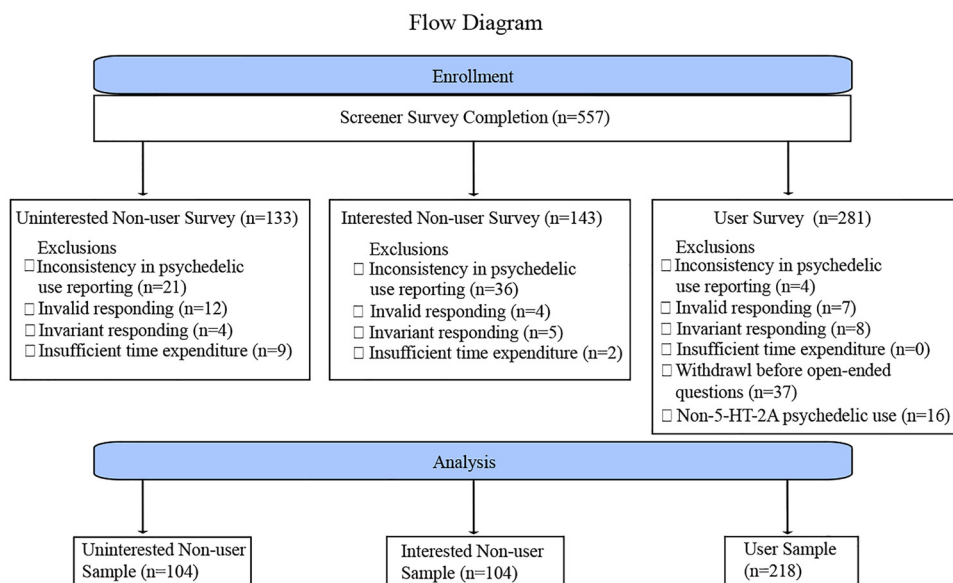 Flow Diagram
Enrollment
Screener Survey Completion (n=557)
Uninterested Non-user Survey (n=133)
Exclusions
□ Inconsistency in psychedelic
use reporting (n=21)
□ Invalid responding (n=12)
□ Invariant responding (n=4)
□ Insufficient time expenditure (n=9)
Interested Non-user Survey (n=143)
Exclusions
□ Inconsistency in psychedelic
use reporting (n=36)
□ Invalid responding (n=4)
□ Invariant responding (n=5)
□ Insufficient time expenditure (n=2)
User Survey (n=281)
Exclusions
□ Inconsistency in psychedelic
use reporting (n=4)
□ Invalid responding (n=7)
□ Invariant responding (n=8)
□ Insufficient time expenditure (n=0)
□ Withdrawl before open-ended
questions (n=37)
□ Non-5-HT-2A psychedelic use (n=16)
Analysis
Uninterested Non-user
Sample (n=104)
Interested Non-user
Sample (n=104)
User Sample
(n=218)